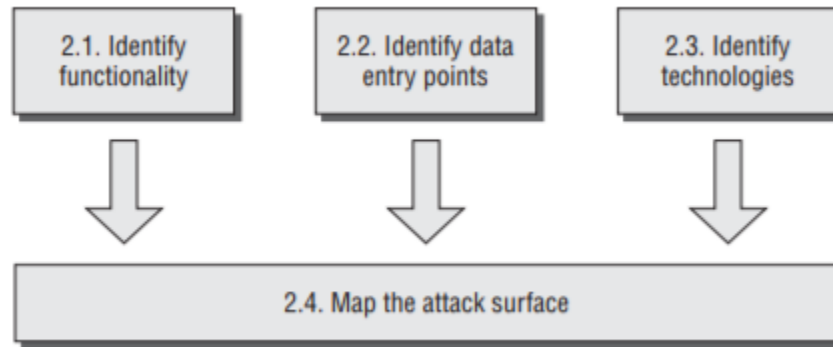 2.1. Identify
functionality
2.2. Identify data
entry points
2.3. Identify
technologies
2.4. Map the attack surface